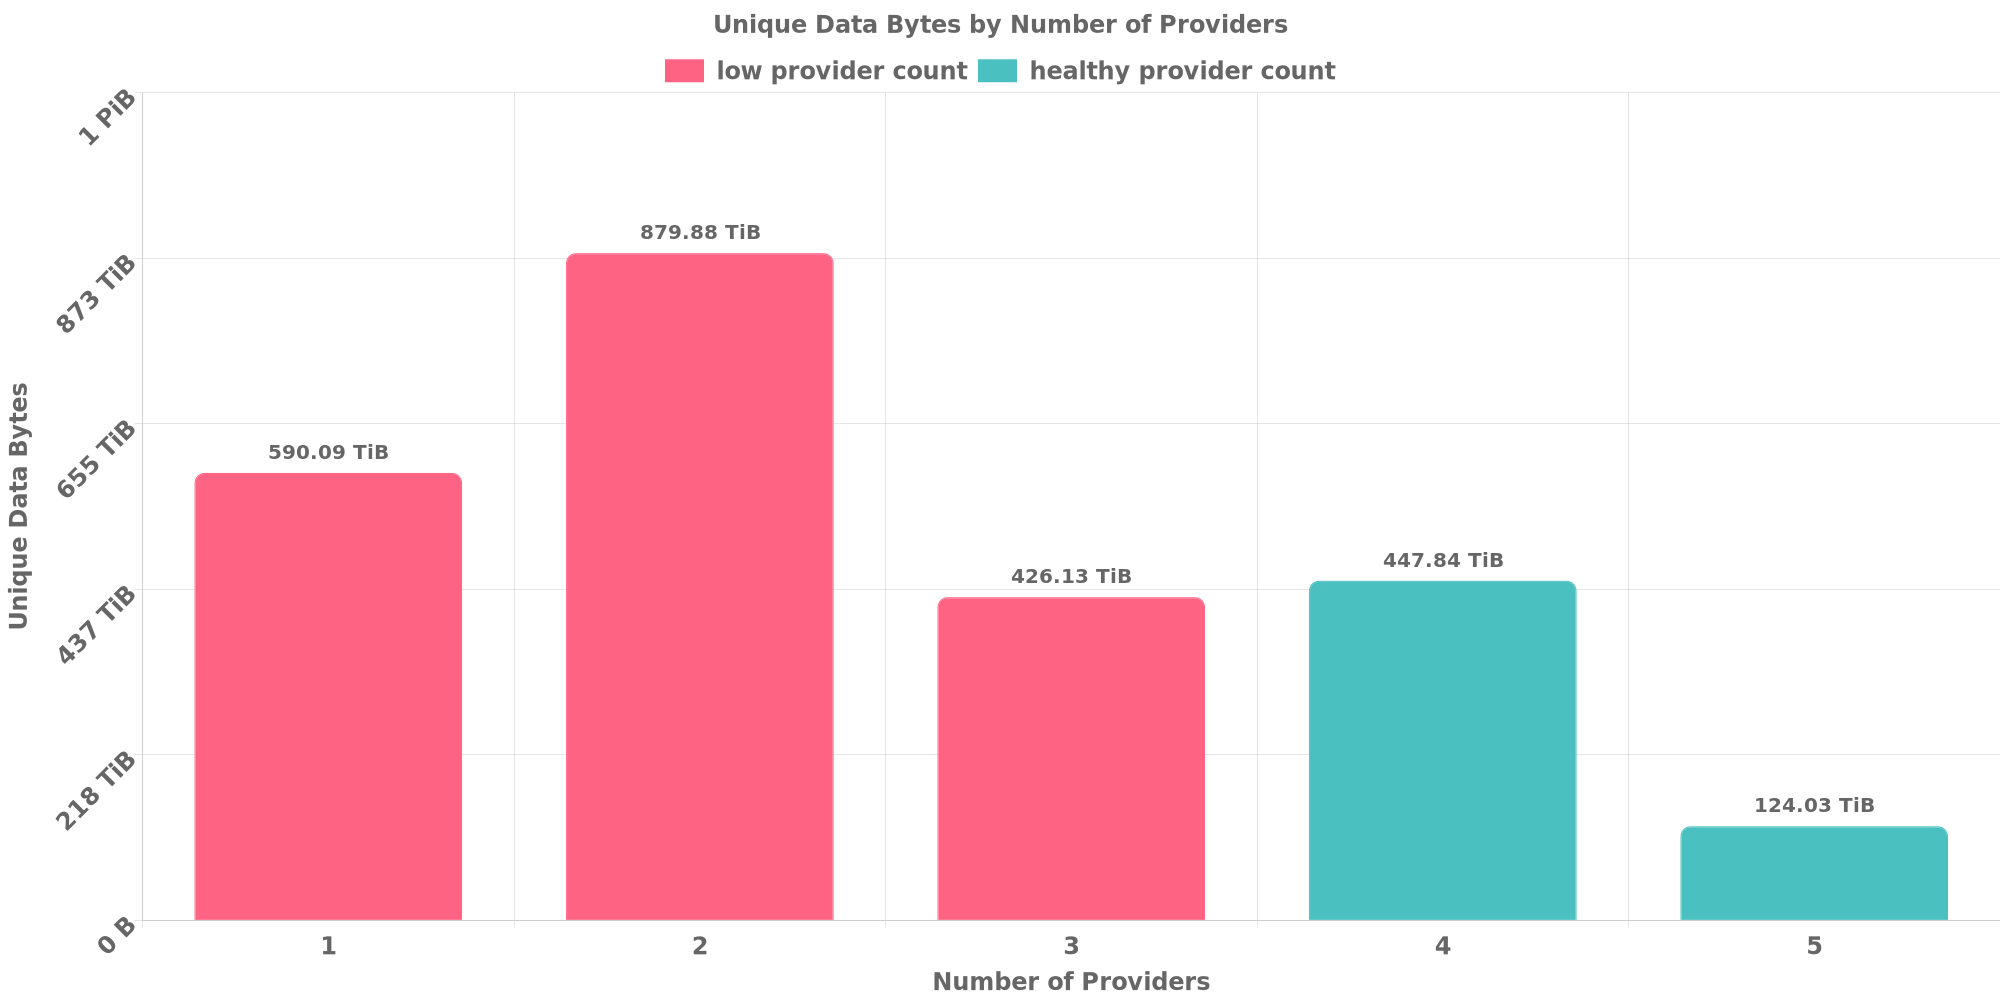 Unique Data Bytes by Number of Providers
low provider count healthy provider count
1 PiB
873 TiB
655 TiB
437 TiB
218 TiB
0 B
Unique Data Bytes
590.09 TiB
879.88 TiB
426.13 TiB
447.84 TiB
124.03 TiB
1 2 3 4 5
Number of Providers